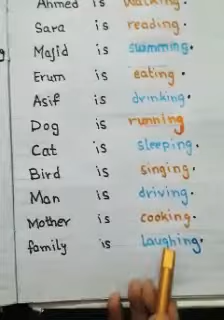 Ahmed is walking.
Sara is reading.
Majid is swimming.
Erum is eating.
Asif is drinking.
Dog is running
Cat is sleeping.
Bird is singing.
Man is driving.
Mother is cooking.
family is laughing.